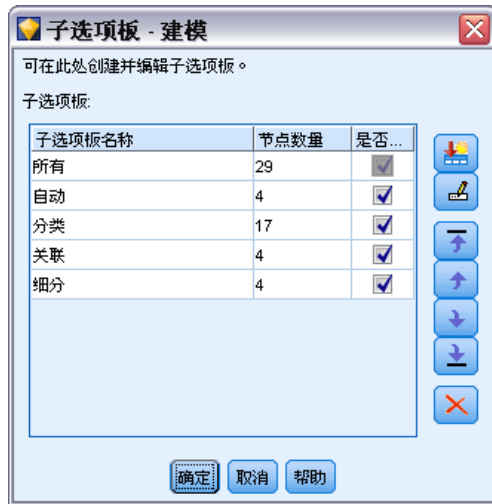 子选项板 - 建模
可在此处创建并编辑子选项板。
子选项板:
子选项板名称 节点数量 是否...
所有 29
自动 4
分类 17
关联 4
细分 4
确定 取消 帮助